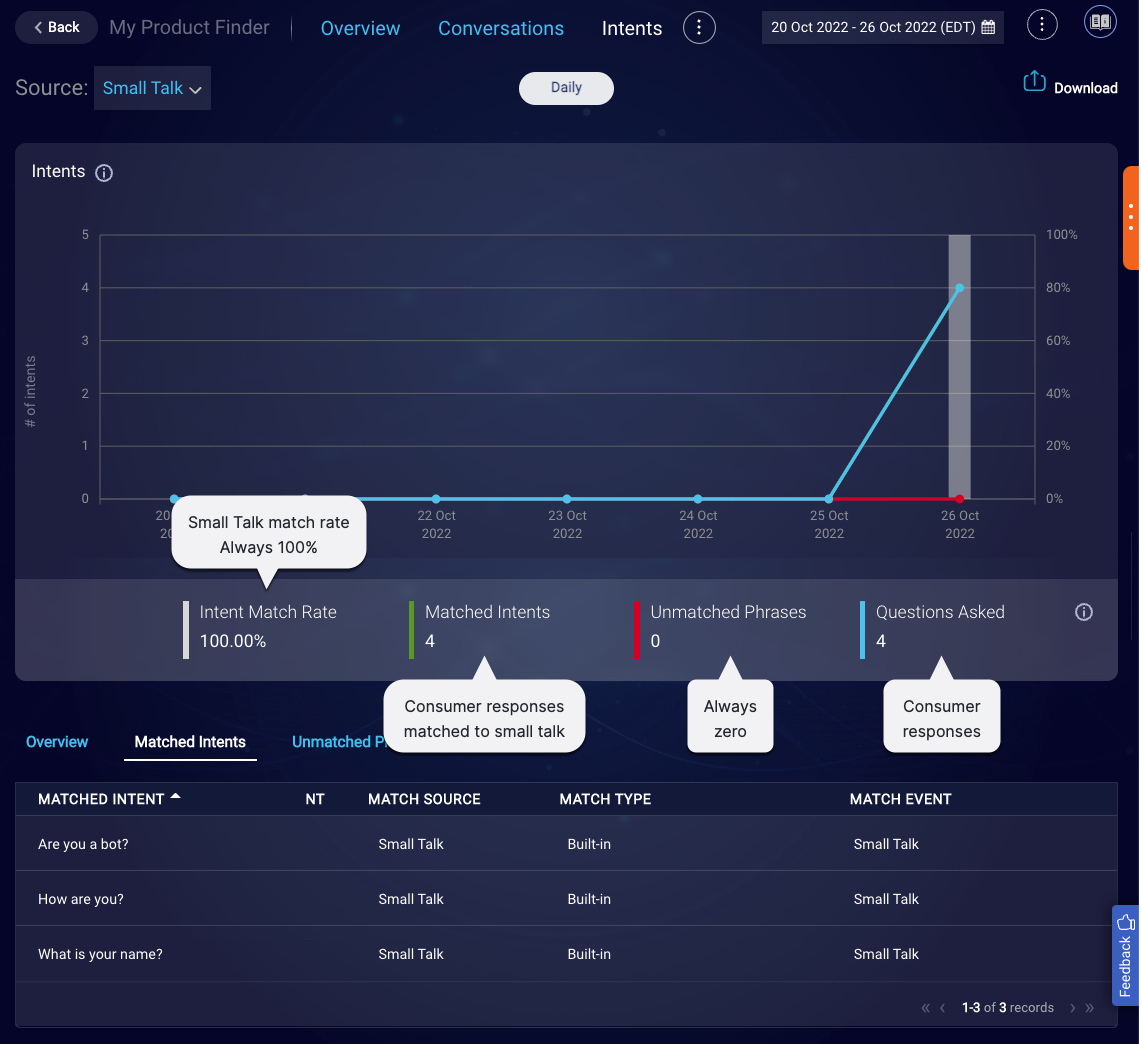 Back
My Product Finder
Overview
Conversations
Intents
20 Oct 2022 - 26 Oct 2022 (EDT)
Source:
Small Talk
Daily
Download
Intents
# of intents
5
4
3
2
1
0
100%
80%
60%
40%
20%
0%
22 Oct
2022
23 Oct
2022
24 Oct
2022
25 Oct
2022
26 Oct
2022
Small Talk match rate
Always 100%
Intent Match Rate
100.00%
Matched Intents
4
Unmatched Phrases
0
Questions Asked
4
Consumer responses
matched to small talk
Always
zero
Consumer
responses
Overview
Matched Intents
Unmatched
MATCHED INTENT
NT
MATCH SOURCE
MATCH TYPE
MATCH EVENT
Are you a bot?
Small Talk
Built-in
Small Talk
How are you?
Small Talk
Built-in
Small Talk
What is your name?
Small Talk
Built-in
Small Talk
« ‹ 1-3 of 3 records › »
Feedback